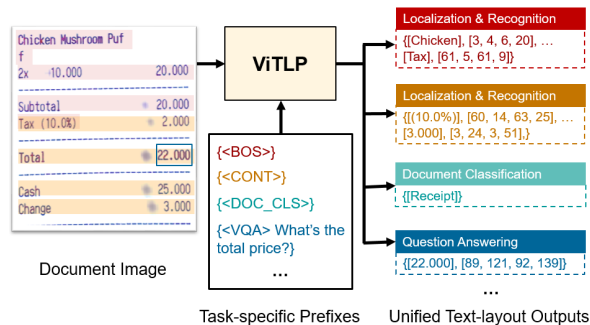 Chicken Mushroom Puf
f
2x 10.000 20.000
Subtotal 20.000
Tax (10.0%) 2.000
Total 22.000
Cash 25.000
Change 3.000
Document Image
ViTLP
{<BOS>}
{<CONT>}
{<DOC_CLS>}
{<VQA> What's the
total price?}
...
Task-specific Prefixes
Localization & Recognition
{[Chicken], [3, 4, 6, 20], ...
[Tax], [61, 5, 61, 9]}
Localization & Recognition
{[(10.0%)], [60, 14, 63, 25], ...
[3.000], [3, 24, 3, 51],}
Document Classification
{[Receipt]}
Question Answering
{[22.000], [89, 121, 92, 139]}
...
Unified Text-layout Outputs